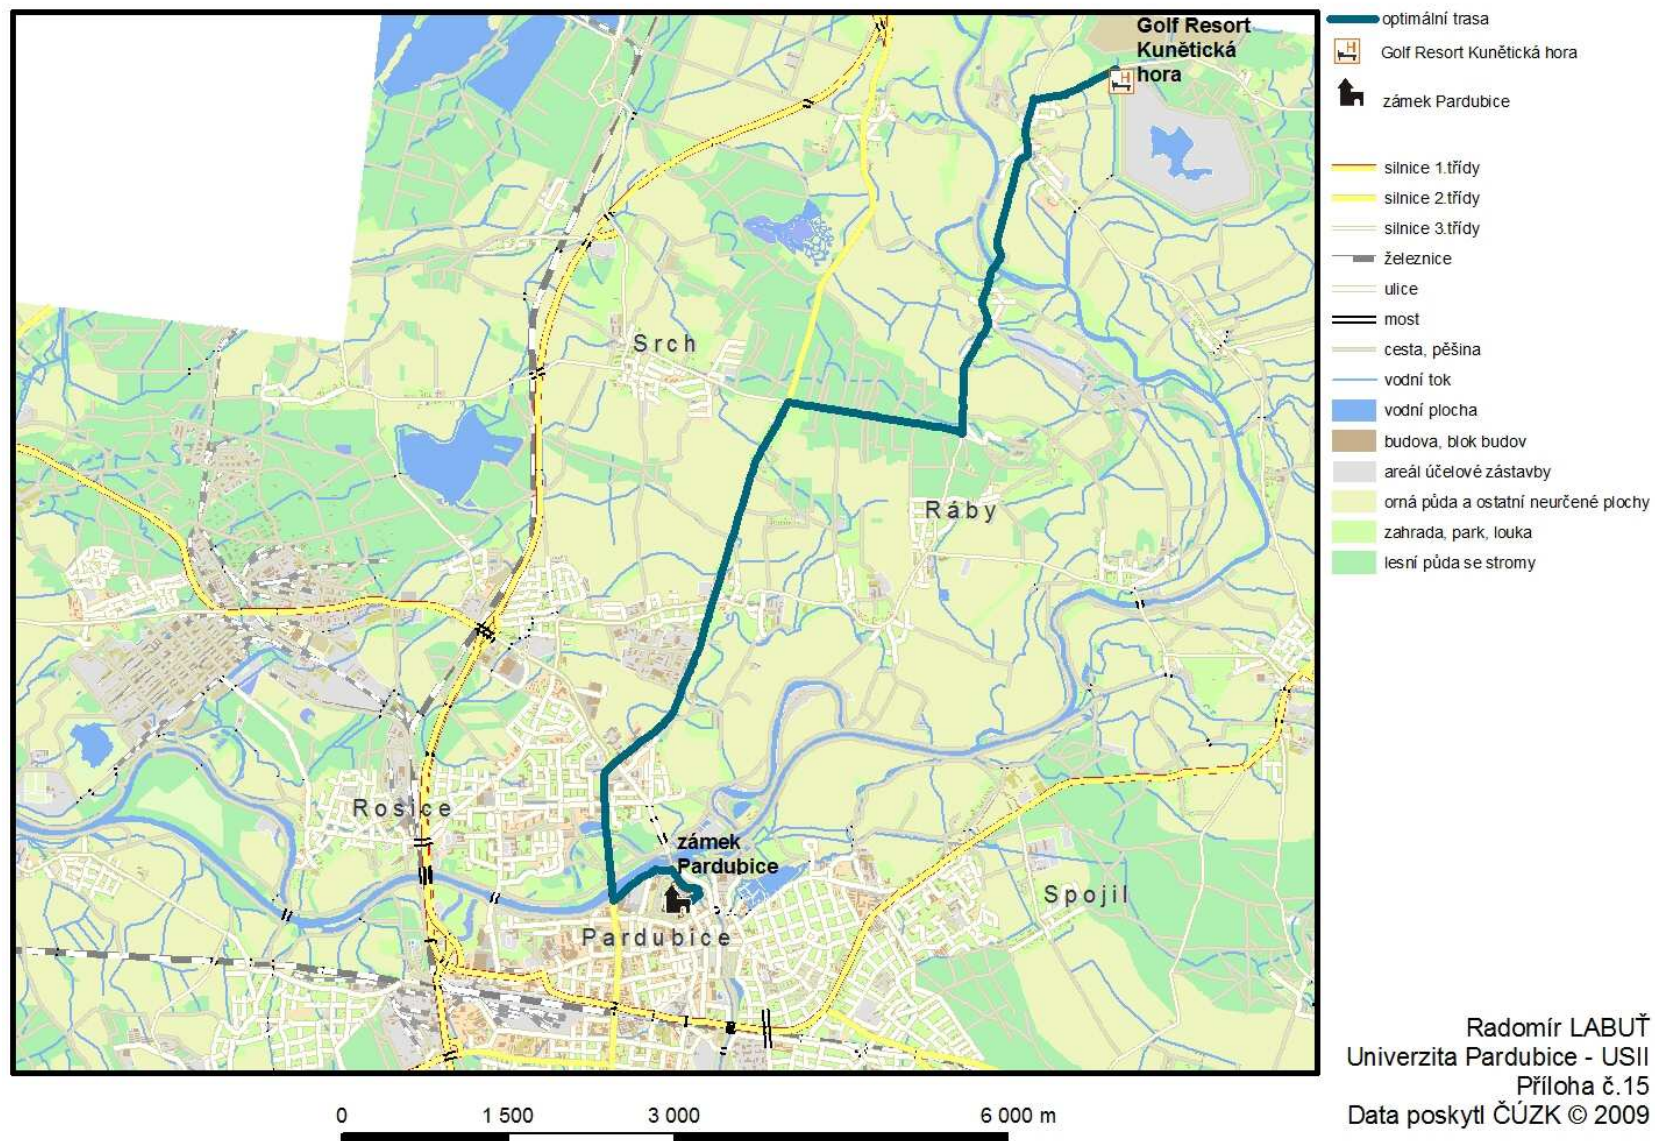 Golf Resort
Kunětická
hora
Srch
Ráby
Rosice
zámek
Pardubice
Spojil
Pardubice
optimální trasa
Golf Resort Kunětická hora
zámek Pardubice
silnice 1.třídy
silnice 2.třídy
silnice 3.třídy
železnice
ulice
most
cesta, pěšina
vodní tok
vodní plocha
budova, blok budov
areál účelové zástavby
orná půda a ostatní neurčené plochy
zahrada, park, louka
lesní půda se stromy
0 1 500 3 000 6 000 m
Radomír LABUŤ
Univerzita Pardubice - USII
Příloha č.15
Data poskytl ČÚZK © 2009